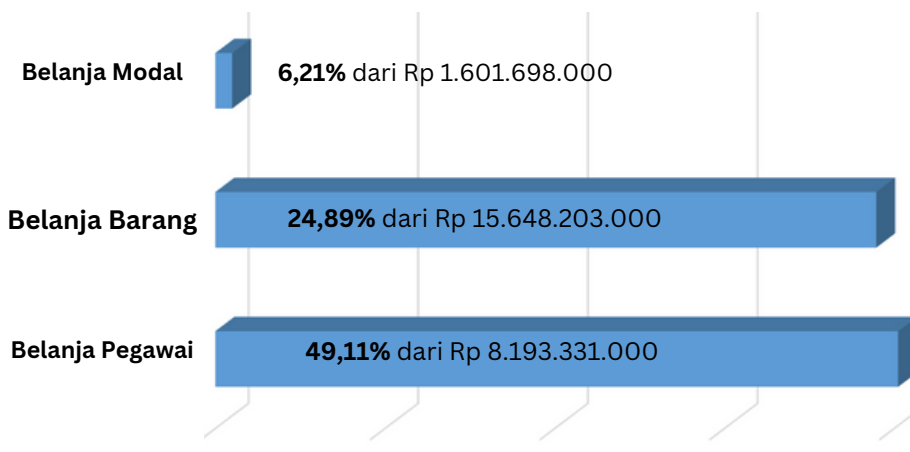 Belanja Modal 6,21% dari Rp 1.601.698.000
Belanja Barang 24,89% dari Rp 15.648.203.000
Belanja Pegawai 49,11% dari Rp 8.193.331.000